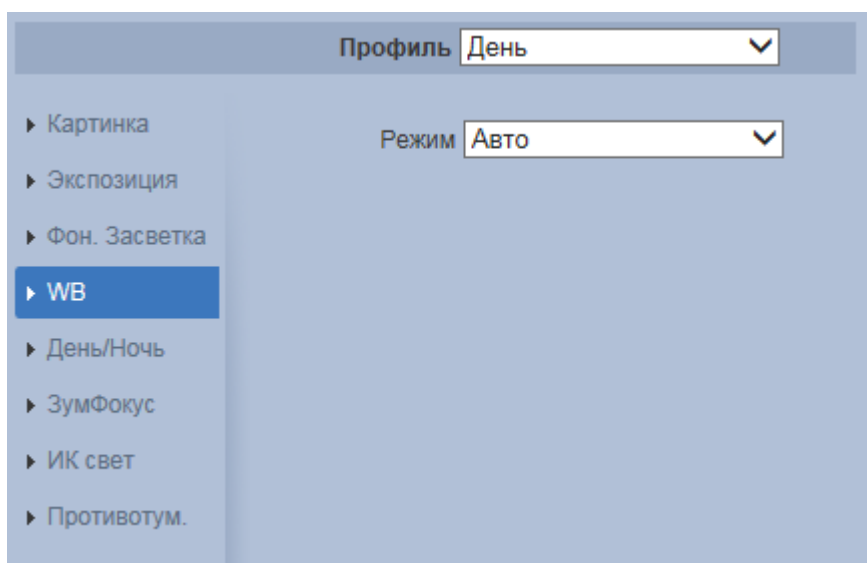 Профиль День
Картинка
Режим Авто
Экспозиция
Фон. Засветка
WB
День/Ночь
ЗумФокус
ИК свет
Противотум.